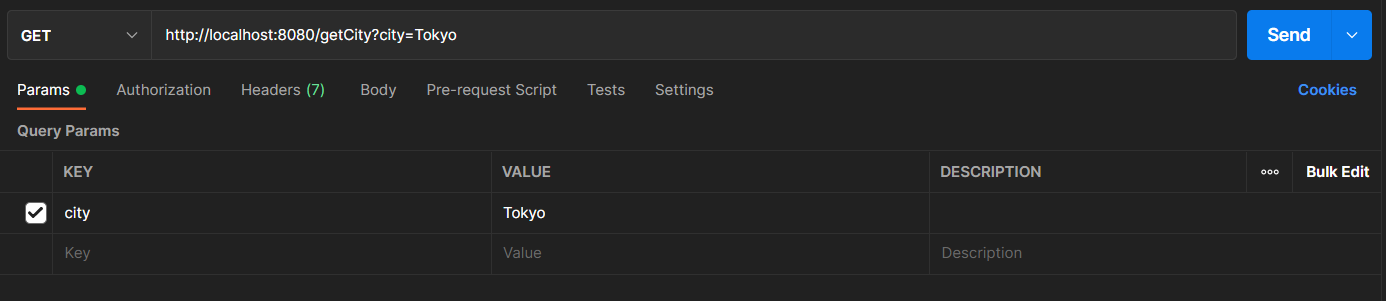 GET http://localhost:8080/getCity?city=Tokyo Send
Params Authorization Headers (7) Body Pre-request Script Tests Settings Cookies
Query Params
KEY VALUE DESCRIPTION ooo Bulk Edit
city Tokyo
Key Value Description